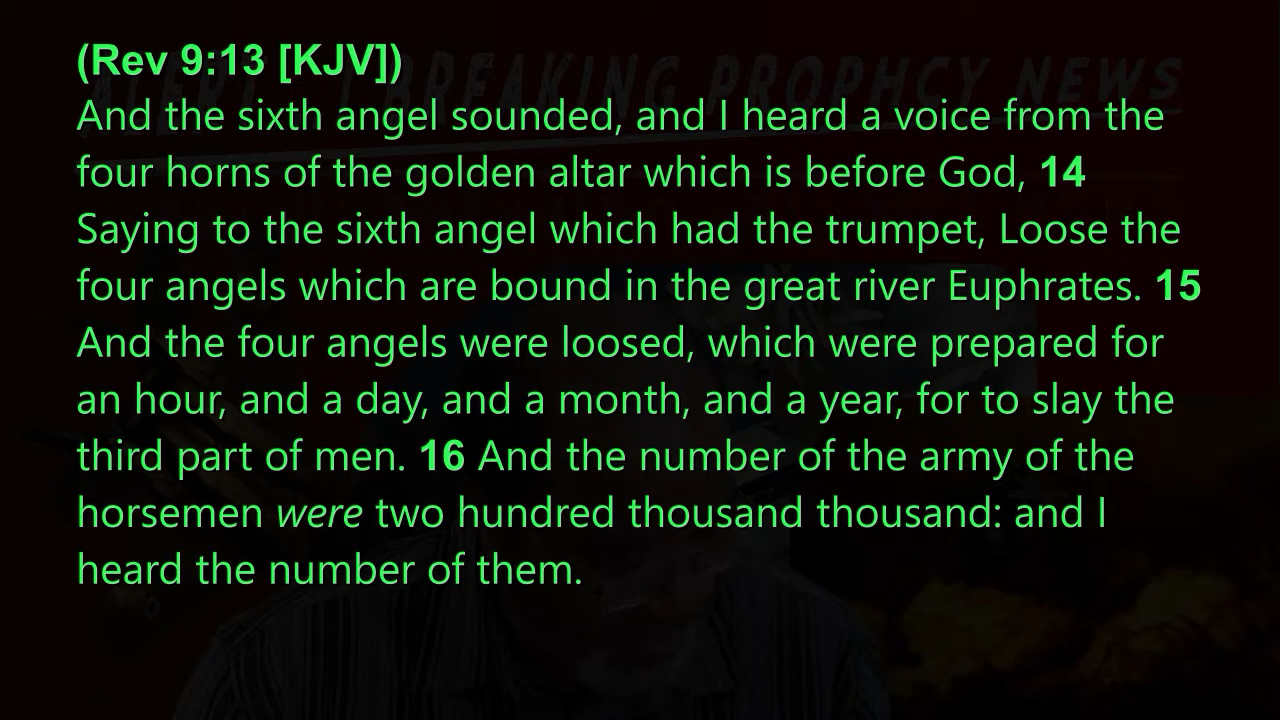 BREAKING PROPHCY NEWS
(Rev 9:13 [KJV])
And the sixth angel sounded, and I heard a voice from the
four horns of the golden altar which is before God, 14
Saying to the sixth angel which had the trumpet, Loose the
four angels which are bound in the great river Euphrates. 15
And the four angels were loosed, which were prepared for
an hour, and a day, and a month, and a year, for to slay the
third part of men. 16 And the number of the army of the
horsemen were two hundred thousand thousand: and I
heard the number of them.